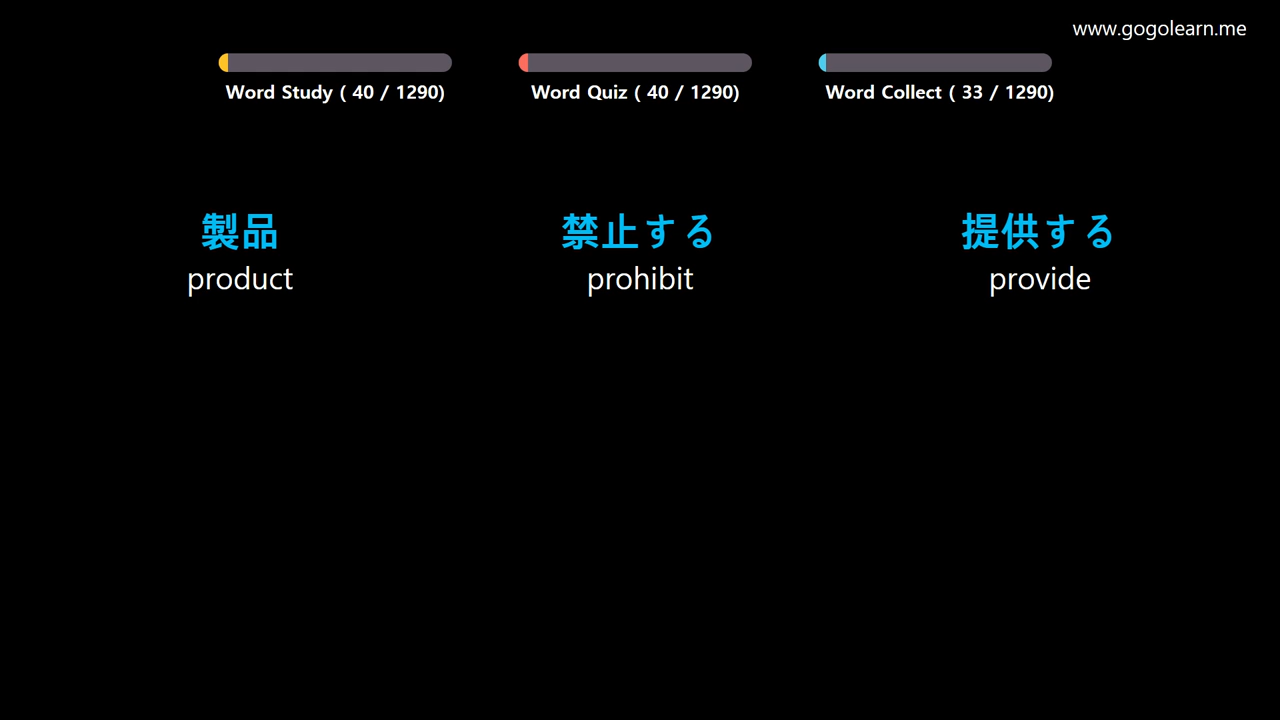 www.gogolearn.me
Word Study ( 40 / 1290)
Word Quiz ( 40 / 1290)
Word Collect ( 33 / 1290)
製品
product
禁止する
prohibit
提供する
provide